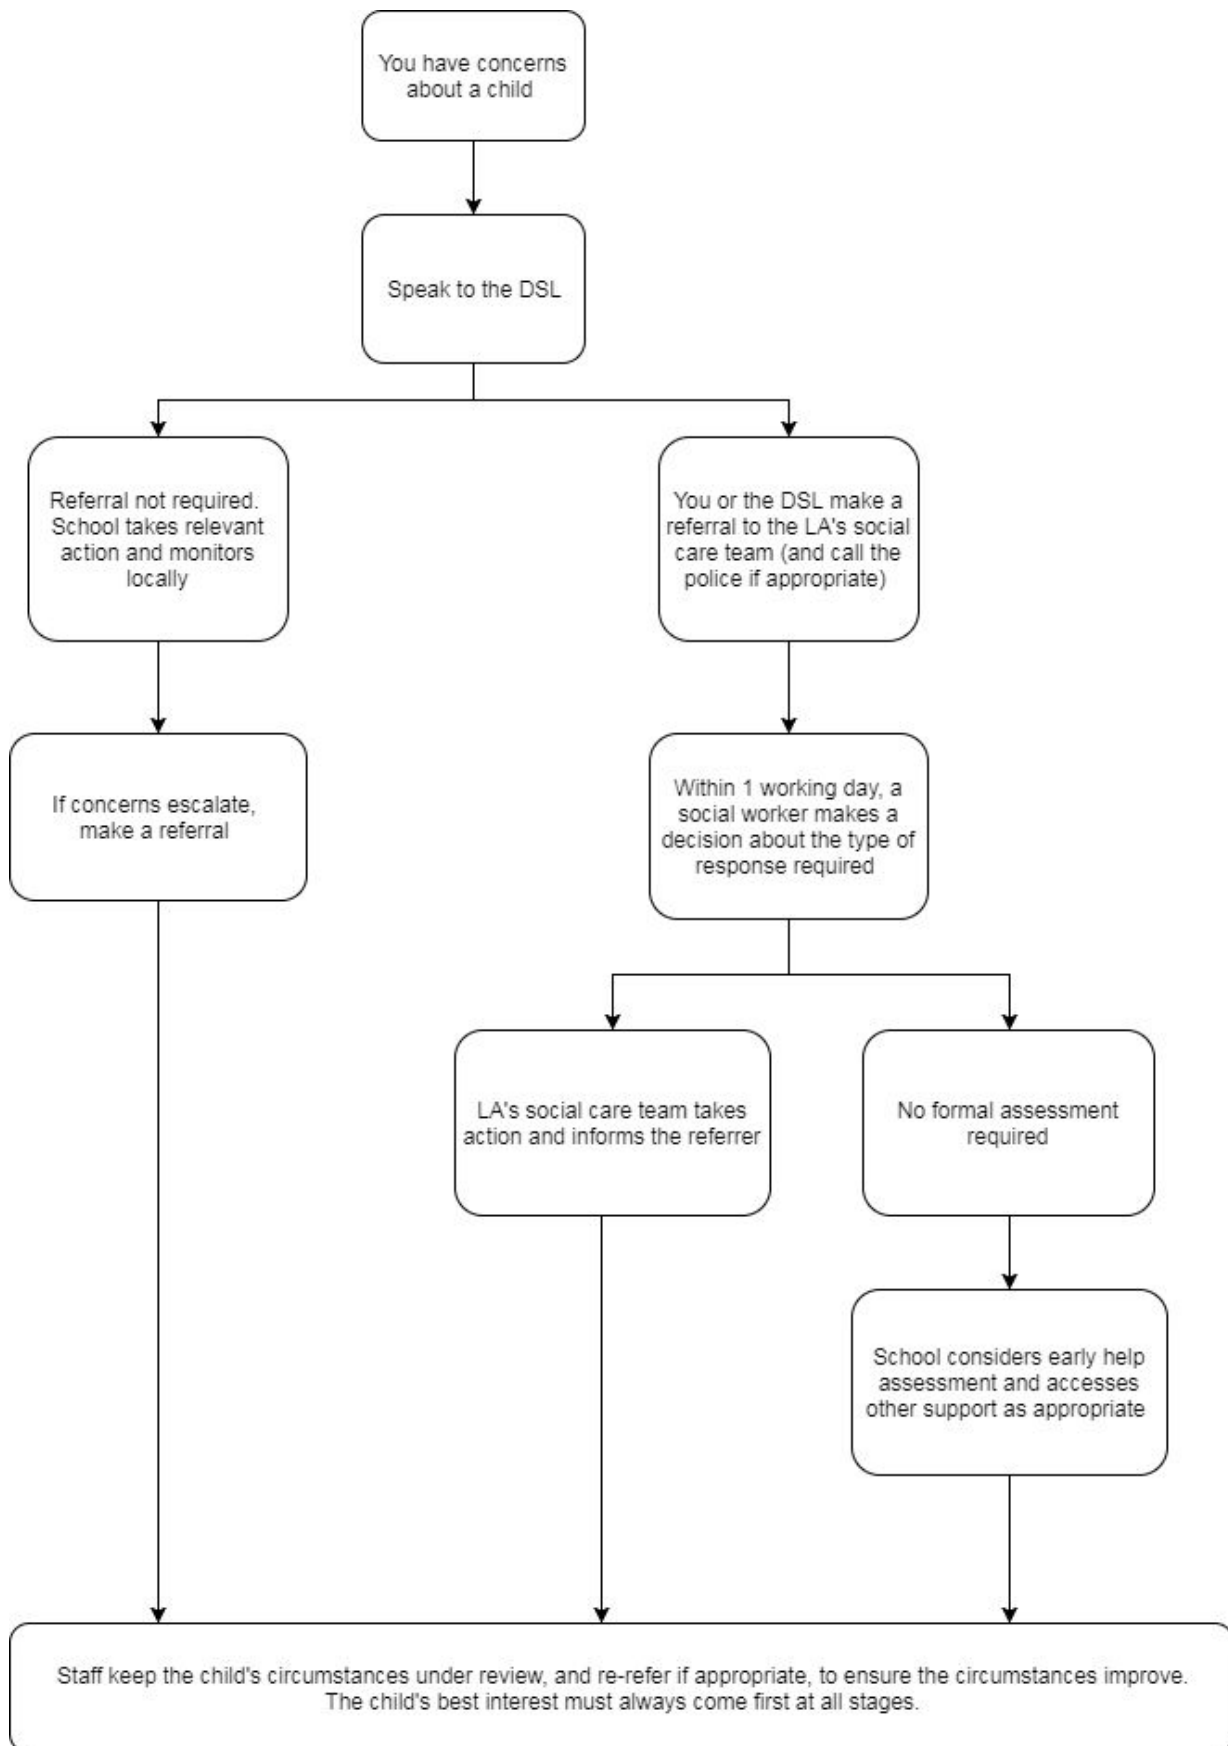 You have concerns
about a child
Speak to the DSL
Referral not required.
School takes relevant
action and monitors
locally
You or the DSL make a
referral to the LA's social
care team (and call the
police if appropriate)
If concerns escalate,
make a referral
Within 1 working day, a
social worker makes a
decision about the type of
response required
LA's social care team takes
action and informs the referrer
No formal assessment
required
School considers early help
assessment and accesses
other support as appropriate
Staff keep the child's circumstances under review, and re-refer if appropriate, to ensure the circumstances improve.
The child's best interest must always come first at all stages.